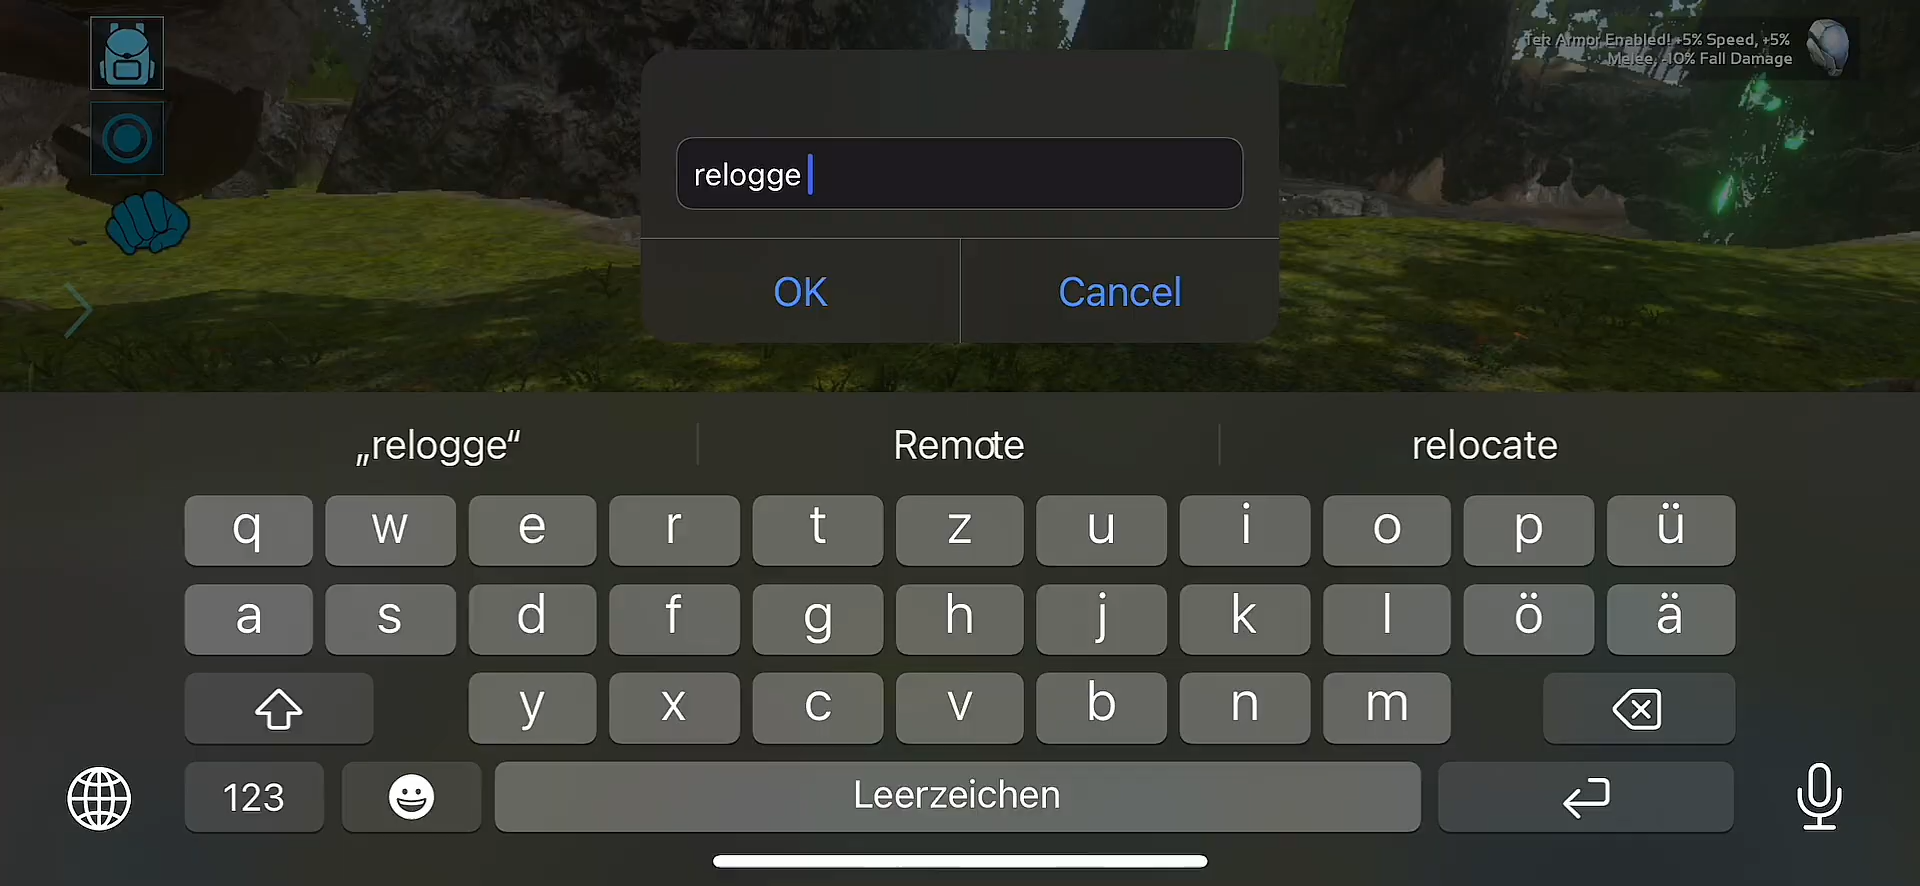 Tek Armor Enabled! +5% Speed, +5%
Melee, -10% Fall Damage
relogge
OK
Cancel
„relogge“
Remote
relocate
q w e r t z u i o p ü
a s d f g h j k l ö ä
y x c v b n m
123
Leerzeichen